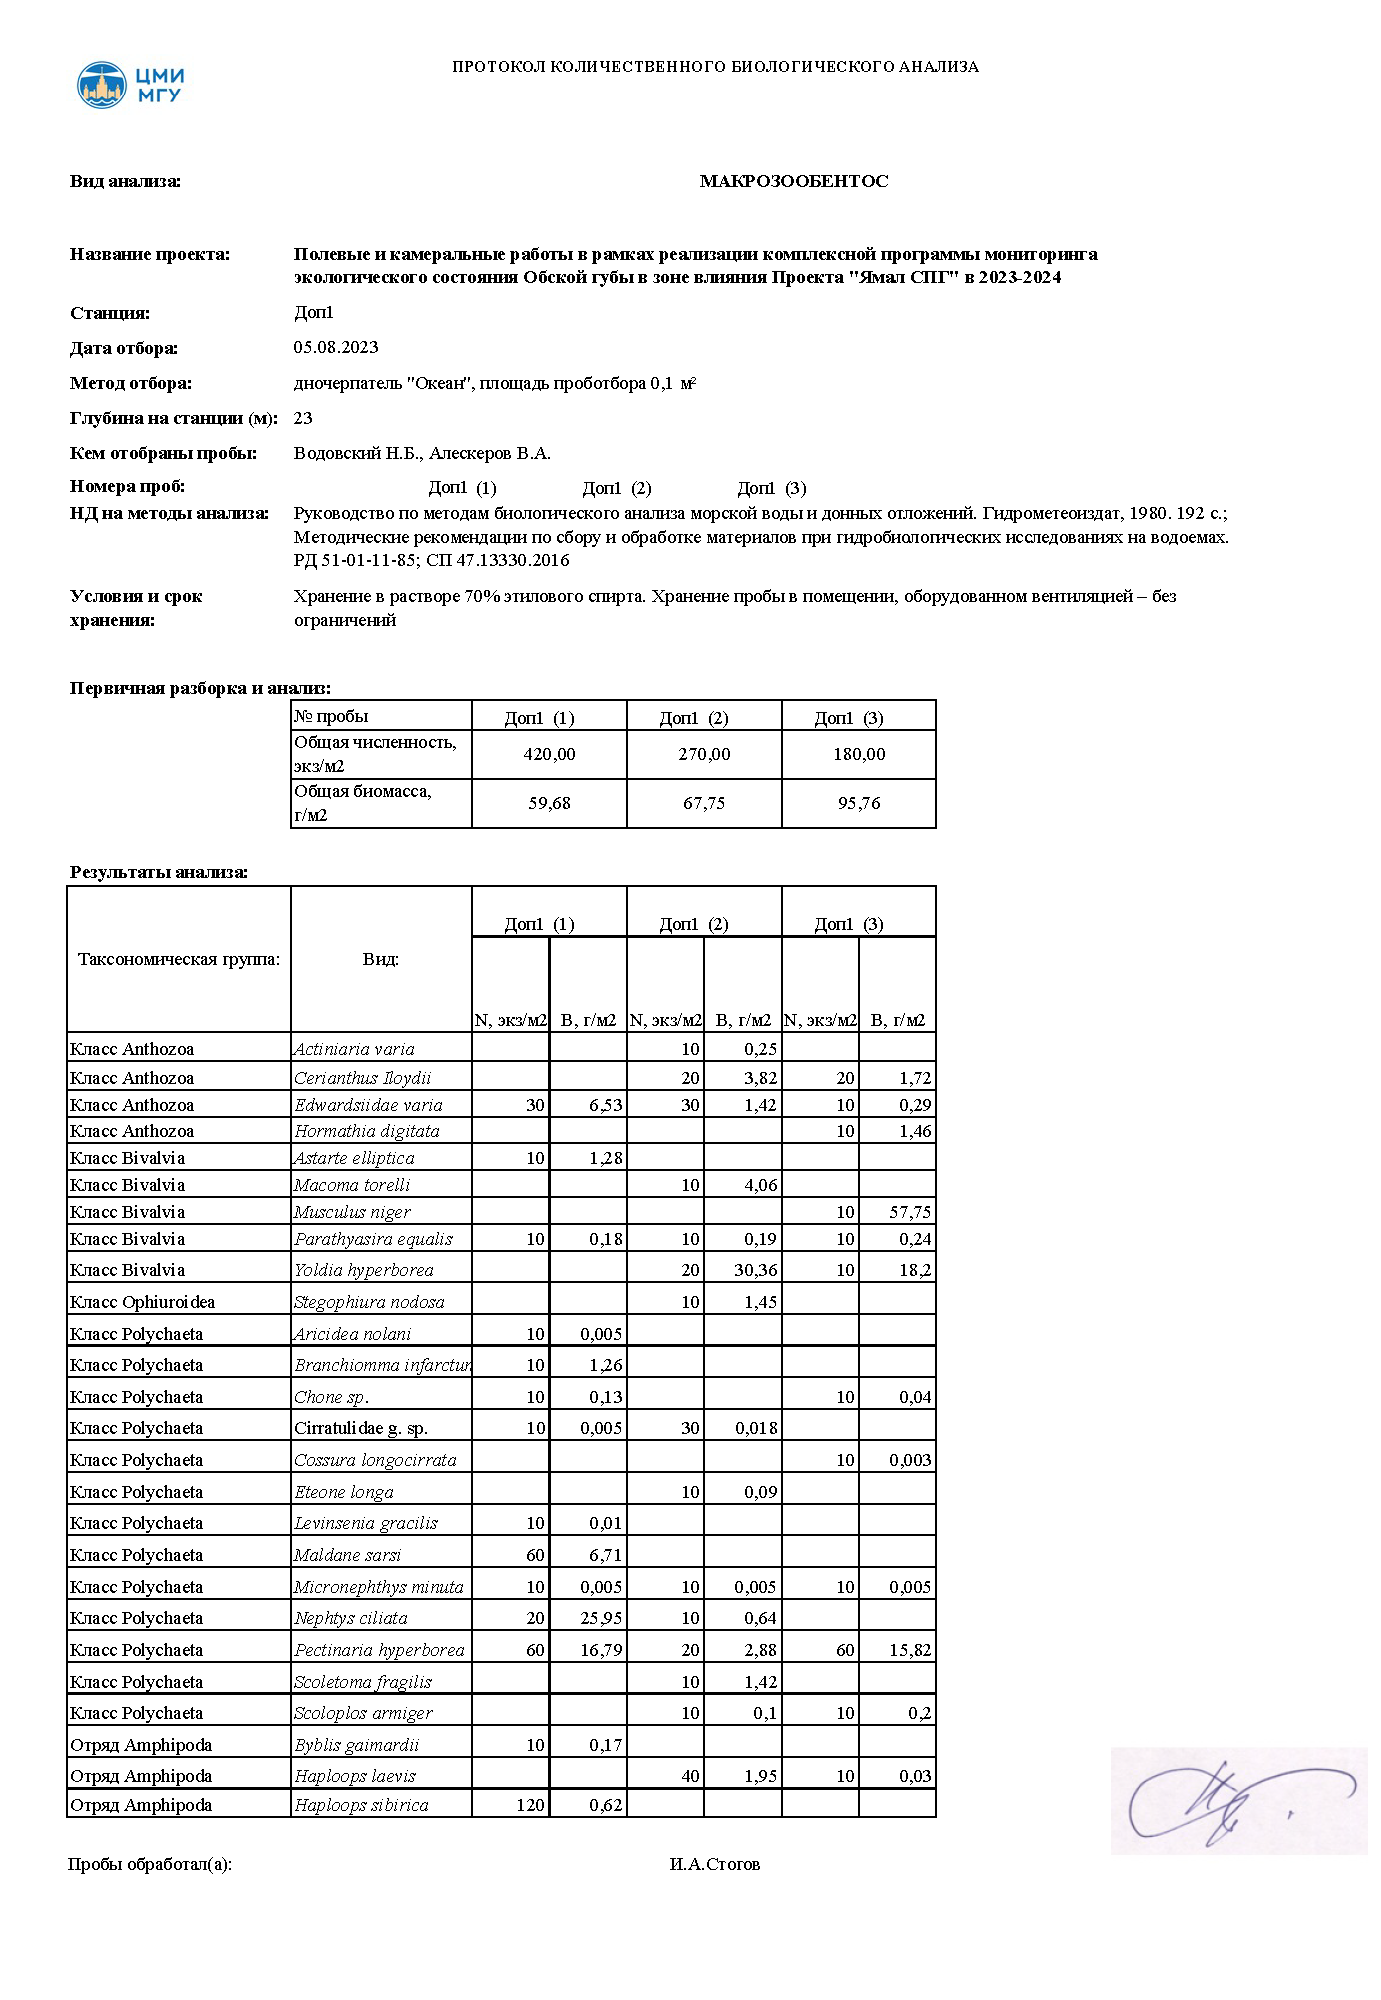 ЦМИ
МГУ
ПРОТОКОЛ КОЛИЧЕСТВЕННОГО БИОЛОГИЧЕСКОГО АНАЛИЗА
Вид анализа: МАКРОЗООБЕНТОС
Название проекта: Полевые и камеральные работы в рамках реализации комплексной программы мониторинга
экологического состояния Обской губы в зоне влияния Проекта "Ямал СПГ" в 2023-2024
Станция: Доп1
Дата отбора: 05.08.2023
Метод отбора: дночерпатель "Океан", площадь проботбора 0,1 м²
Глубина на станции (м): 23
Кем отобраны пробы: Водовский Н.Б., Алескеров В.А.
Номера проб: Доп1 (1) Доп1 (2) Доп1 (3)
НД на методы анализа: Руководство по методам биологического анализа морской воды и донных отложений. Гидрометеоиздат, 1980. 192 с.;
Методические рекомендации по сбору и обработке материалов при гидробиологических исследованиях на водоемах.
РД 51-01-11-85; СП 47.13330.2016
Условия и срок Хранение в растворе 70% этилового спирта. Хранение пробы в помещении, оборудованном вентиляцией – без
хранения: ограничений
Первичная разборка и анализ:
№ пробы Доп1 (1) Доп1 (2) Доп1 (3)
Общая численность,
экз/м2 420,00 270,00 180,00
Общая биомасса,
г/м2 59,68 67,75 95,76
Результаты анализа:
Таксономическая группа: Вид: Доп1 (1) Доп1 (2) Доп1 (3)
N, экз/м2 B, г/м2 N, экз/м2 B, г/м2 N, экз/м2 B, г/м2
Класс Anthozoa Actiniaria varia 10 0,25
Класс Anthozoa Cerianthus Iloydii 20 3,82 20 1,72
Класс Anthozoa Edwardsiidae varia 30 6,53 30 1,42 10 0,29
Класс Anthozoa Hormathia digitata 10 1,46
Класс Bivalvia Astarte elliptica 10 1,28
Класс Bivalvia Macoma torelli 10 4,06
Класс Bivalvia Musculus niger 10 57,75
Класс Bivalvia Parathyasira equalis 10 0,18 10 0,19 10 0,24
Класс Bivalvia Yoldia hyperborea 20 30,36 10 18,2
Класс Ophiuroidea Stegophiura nodosa 10 1,45
Класс Polychaeta Aricidea nolani 10 0,005
Класс Polychaeta Branchiomma infarctum 10 1,26
Класс Polychaeta Chone sp. 10 0,13 10 0,04
Класс Polychaeta Cirratulidae g. sp. 10 0,005 30 0,018
Класс Polychaeta Cossura longocirrata 10 0,003
Класс Polychaeta Eteone longa 10 0,09
Класс Polychaeta Levinsenia gracilis 10 0,01
Класс Polychaeta Maldane sarsi 60 6,71
Класс Polychaeta Micronephthys minuta 10 0,005 10 0,005 10 0,005
Класс Polychaeta Nephtys ciliata 20 25,95 10 0,64
Класс Polychaeta Pectinaria hyperborea 60 16,79 20 2,88 60 15,82
Класс Polychaeta Scoletoma fragilis 10 1,42
Класс Polychaeta Scoloplos armiger 10 0,1 10 0,2
Отряд Amphipoda Byblis gaimardii 10 0,17
Отряд Amphipoda Haploops laevis 40 1,95 10 0,03
Отряд Amphipoda Haploops sibirica 120 0,62
Пробы обработал(а): И.А.Стогов